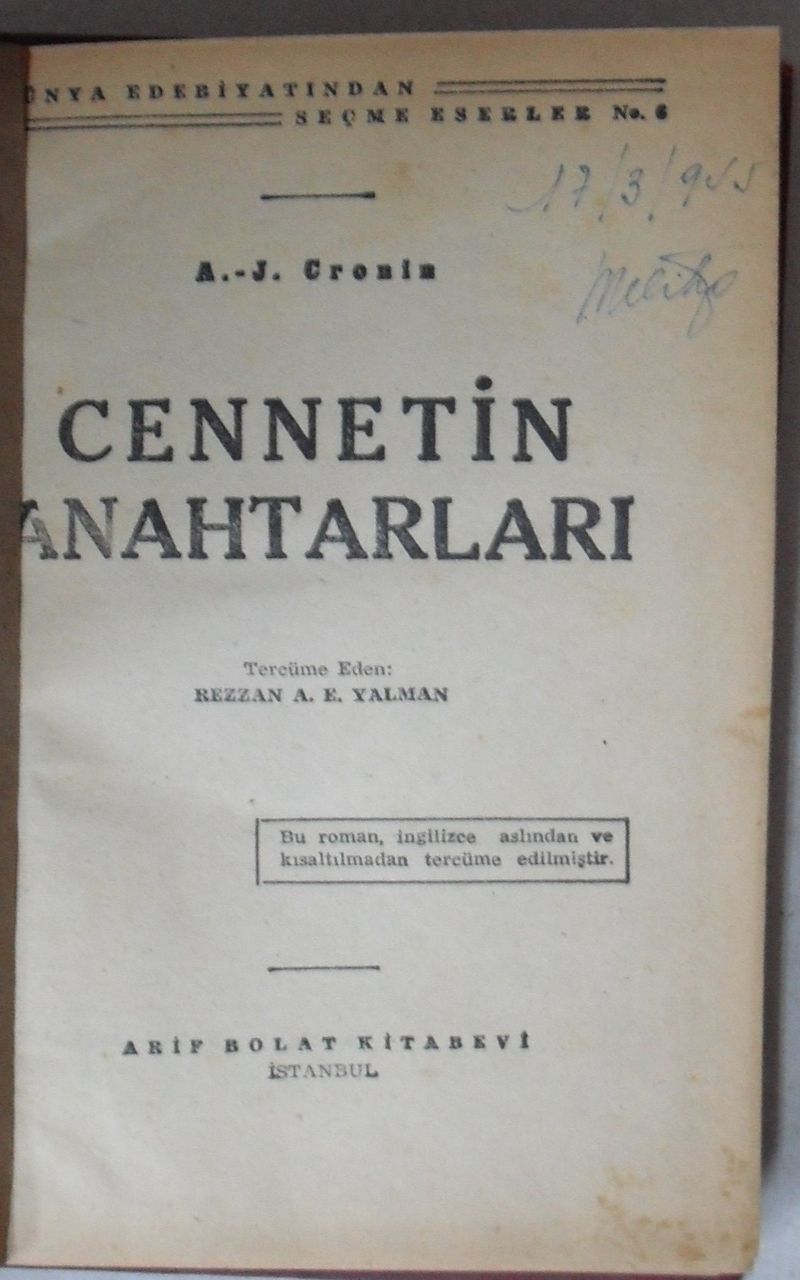 ÜNYA EDEBİYATINDAN
SEÇME ESERLER No. 6
17/3/955
A.-J. Cronin
CENNETİN
ANAHTARLARI
Tercüme Eden:
REZZAN A. E. YALMAN
Bu roman, ingilizce aslından ve
kısaltılmadan tercüme edilmiştir.
ARİF BOLAT KİTABEVİ
İSTANBUL